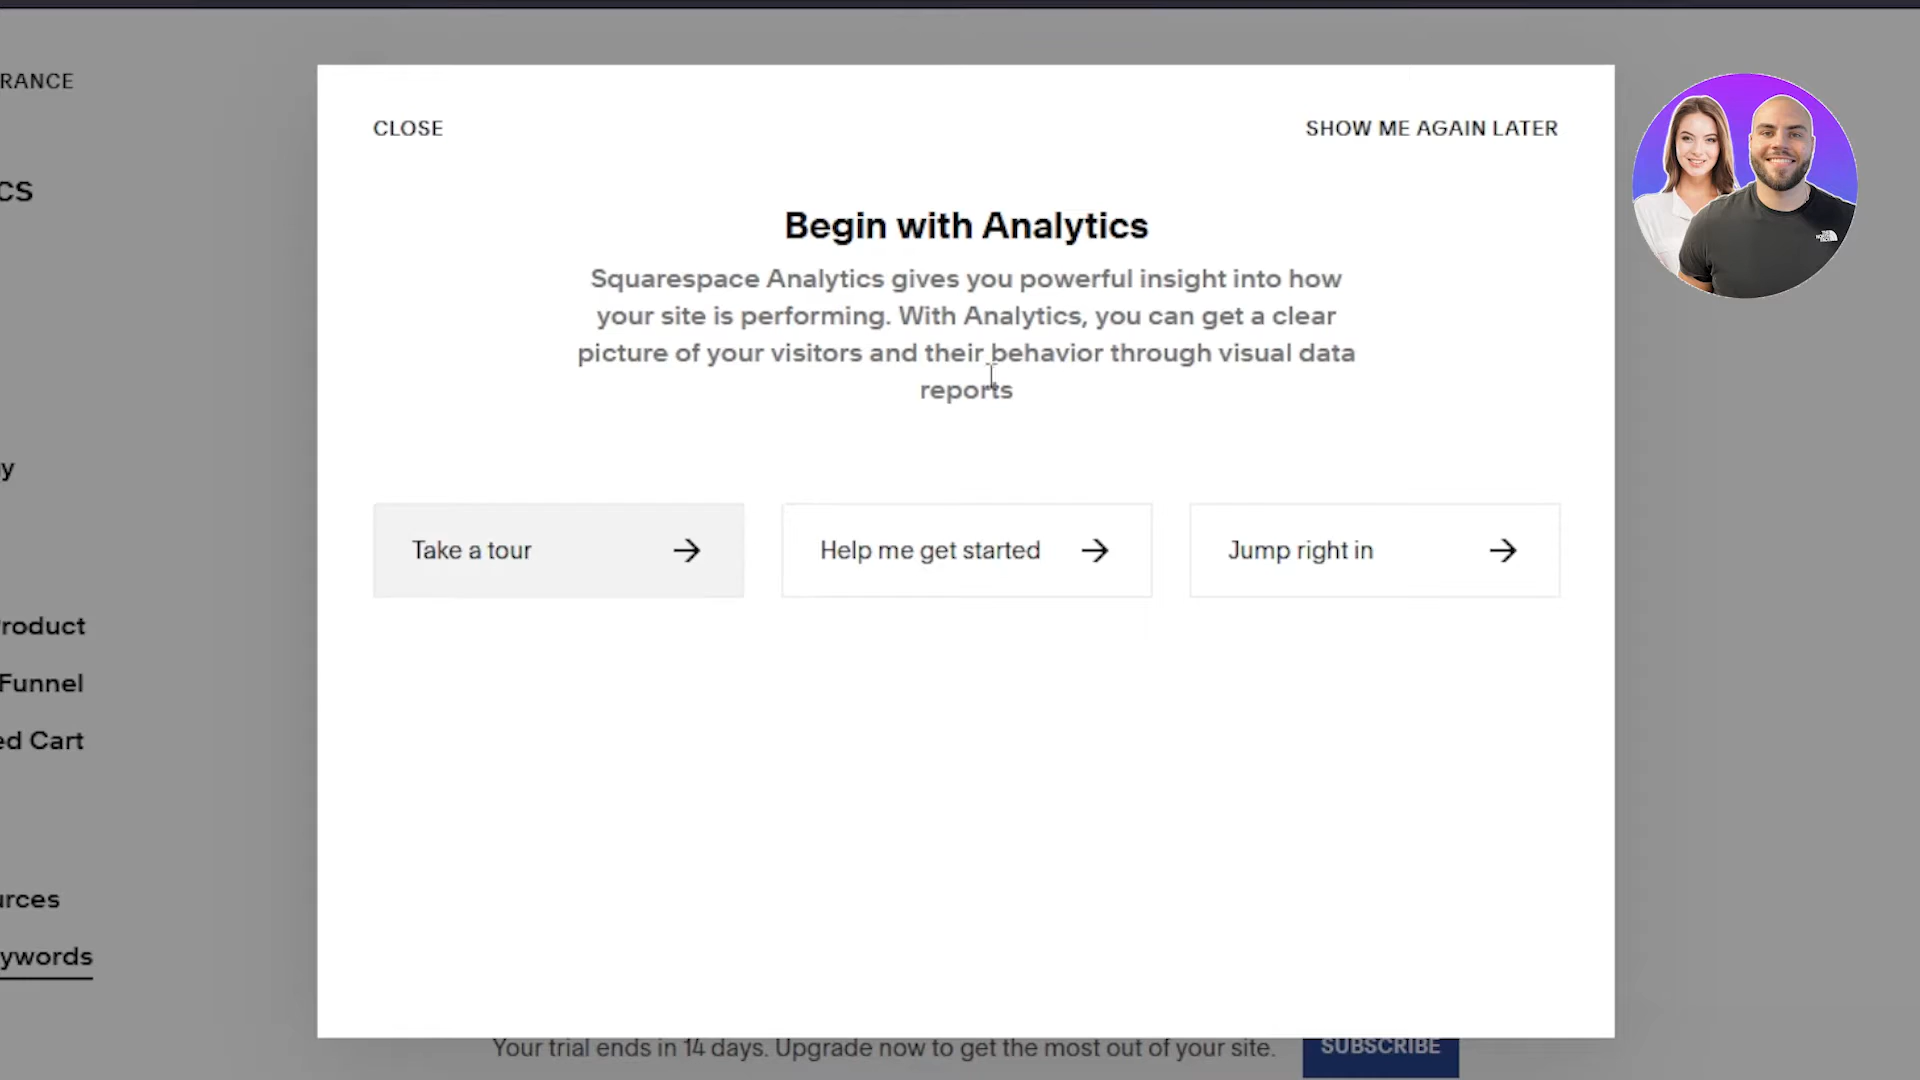 RANCE
CLOSE
SHOW ME AGAIN LATER
CS
Begin with Analytics
Squarespace Analytics gives you powerful insight into how
your site is performing. With Analytics, you can get a clear
picture of your visitors and their behavior through visual data
reports
y
Take a tour
Help me get started
Jump right in
Product
Funnel
ed Cart
urces
ywords
Your trial ends in 14 days. Upgrade now to get the most out of your site.
SUBSCRIBE